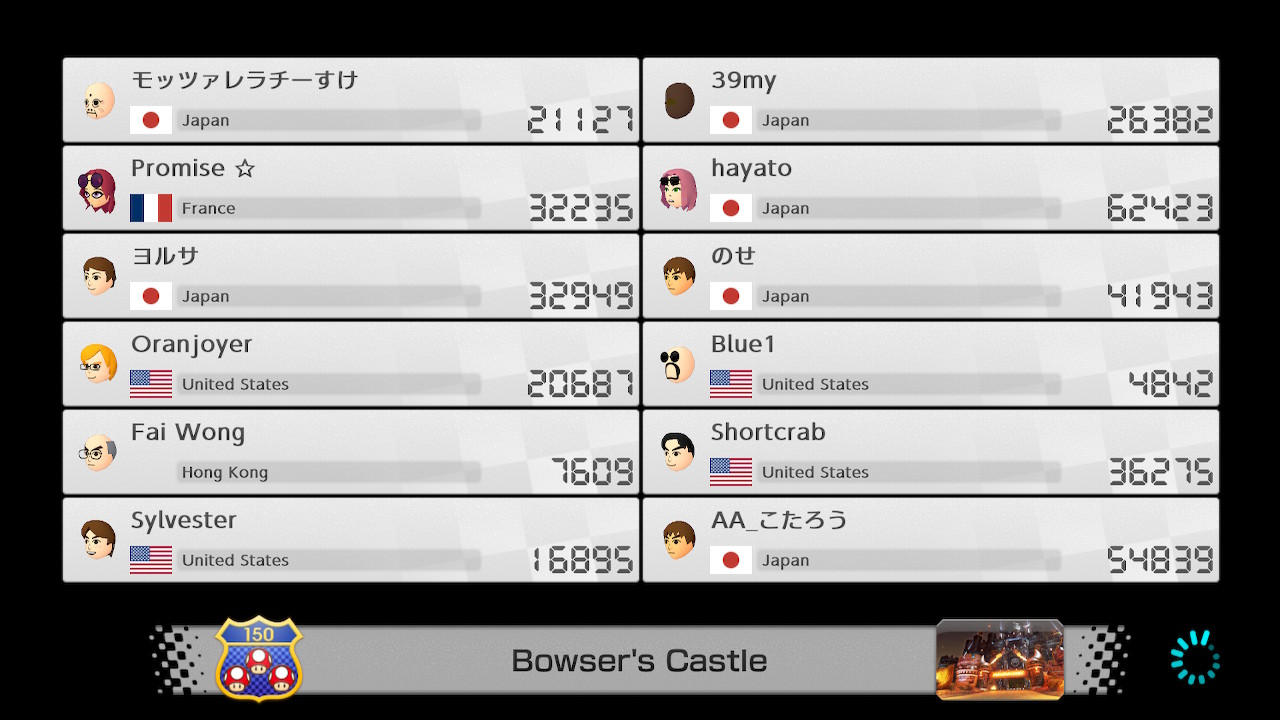 モッツァレラチーすけ
Japan 21127
39my
Japan 26382
Promise ☆
France 32235
hayato
Japan 62423
ヨルサ
Japan 32949
のせ
Japan 41943
Oranjoyer
United States 20687
Blue1
United States 4842
Fai Wong
Hong Kong 7609
Shortcrab
United States 36275
Sylvester
United States 16895
AA_こたろう
Japan 54839
150
Bowser's Castle